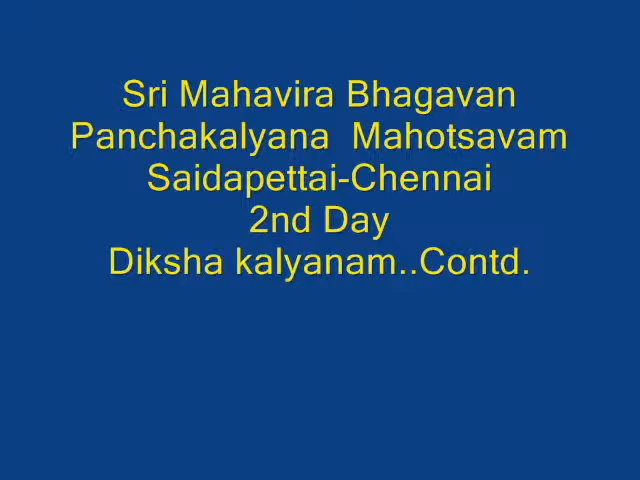 Sri Mahavira Bhagavan
Panchakalyana  Mahotsavam
Saidapettai-Chennai
2nd Day
Diksha kalyanam..Contd.